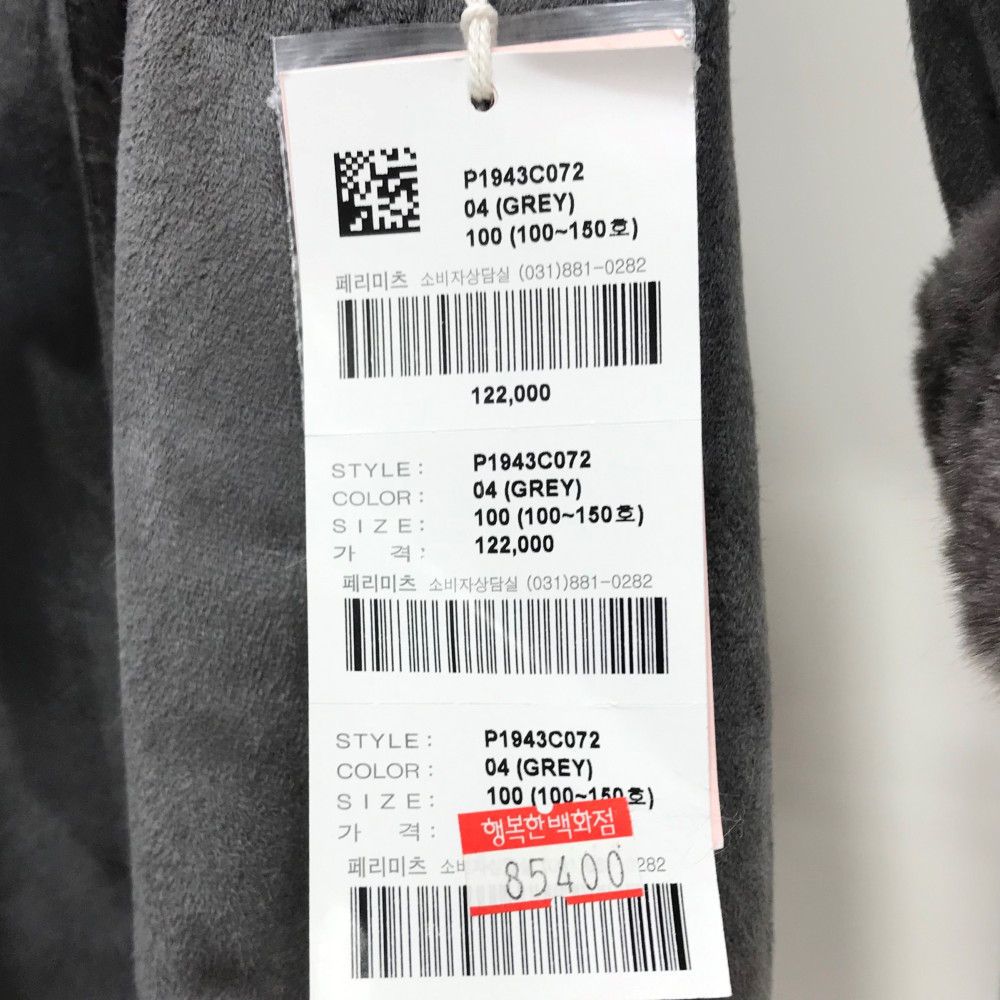 P1943C072
04 (GREY)
100 (100~150호)
페리미츠 소비자상담실 (031)881-0282
122,000
STYLE : P1943C072
COLOR : 04 (GREY)
SIZE : 100 (100~150호)
가 격 : 122,000
페리미츠 소비자상담실 (031)881-0282
STYLE : P1943C072
COLOR : 04 (GREY)
SIZE : 100 (100~150호)
가 격 :
행복한백화점
페리미츠 소비 282
85400